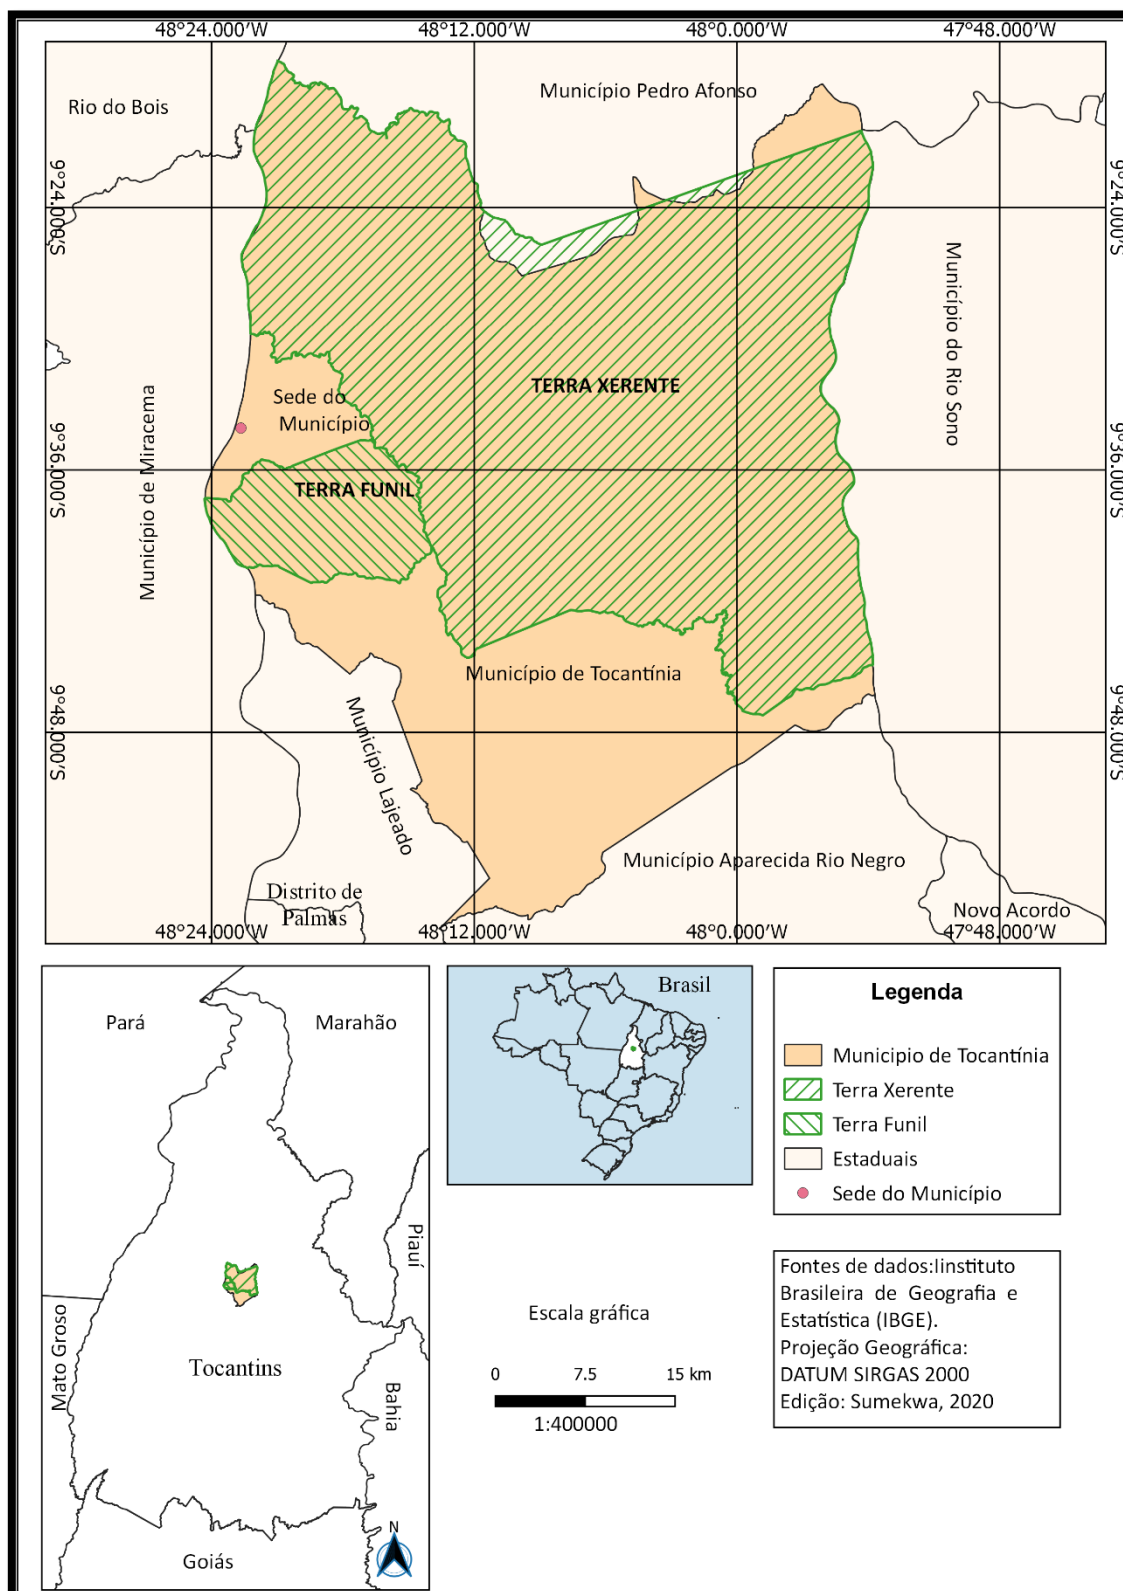 48°24.000'W 48°12.000'W 48°0.000'W 47°48.000'W
Rio do Bois
Município Pedro Afonso
9°24.000'S
9°24.000'S
Município do Rio Sono
TERRA XERENTE
Sede do
Município
Município de Miracema
9°36.000'S
9°36.000'S
TERRA FUNIL
Município de Tocantínia
9°48.000'S
9°48.000'S
Município Lajeado
Município Aparecida Rio Negro
Distrito de
Palmas
Novo Acordo
48°24.000'W 48°12.000'W 48°0.000'W 47°48.000'W
Pará
Marahão
Piauí
Mato Groso
Tocantins
Bahia
Goiás
N
Brasil
Escala gráfica
0 7.5 15 km
1:400000
Legenda
Municipio de Tocantínia
Terra Xerente
Terra Funil
Estaduais
Sede do Município
Fontes de dados:Iinstituto
Brasileira de Geografia e
Estatística (IBGE).
Projeção Geográfica:
DATUM SIRGAS 2000
Edição: Sumekwa, 2020